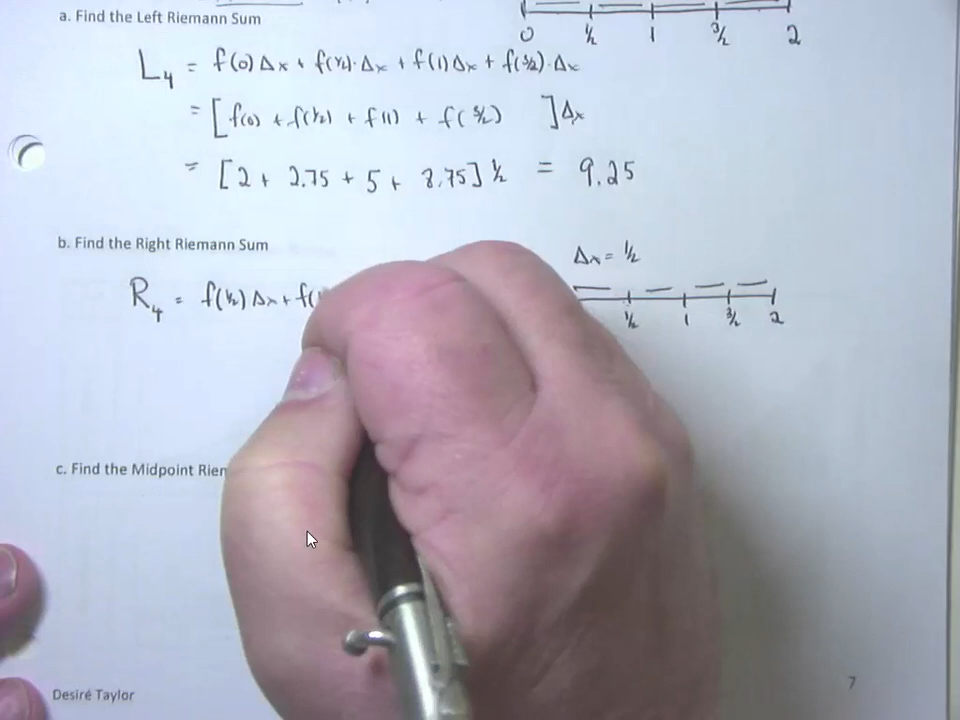 a. Find the Left Riemann Sum
0 ½ 1 3/2 2
L₄ = f(0) Δx + f(½)·Δx + f(1) Δx + f(3/2)·Δx
= [ f(0) + f(½) + f(1) + f( 3/2) ] Δx
= [ 2 + 2.75 + 5 + 8.75 ] ½ = 9.25
b. Find the Right Riemann Sum
Δx = ½
R₄ = f(½) Δx + f(
½ 1 3/2 2
c. Find the Midpoint
Desiré Taylor
7